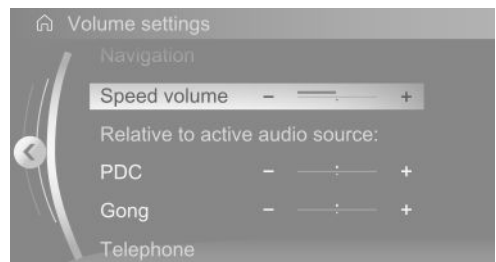 Volume settings
Navigation
Speed volume - +
Relative to active audio source:
PDC - +
Gong - +
Telephone